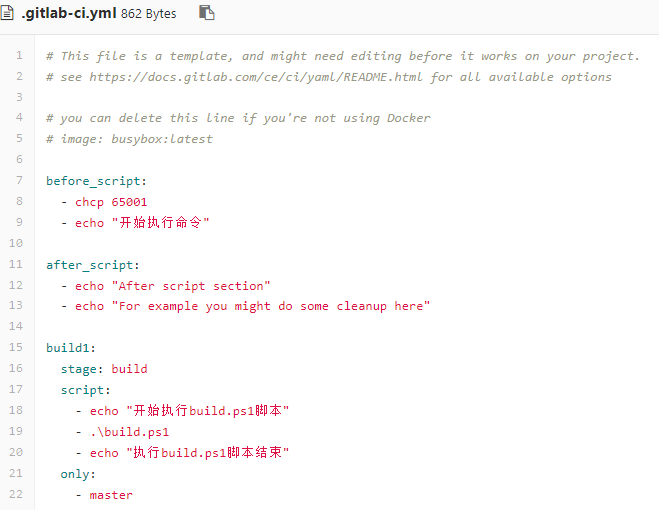 .gitlab-ci.yml 862 Bytes
1 # This file is a template, and might need editing before it works on your project.
2 # see https://docs.gitlab.com/ce/ci/yaml/README.html for all available options
3
4 # you can delete this line if you're not using Docker
5 # image: busybox:latest
6
7 before_script:
8   - chcp 65001
9   - echo "开始执行命令"
10
11 after_script:
12   - echo "After script section"
13   - echo "For example you might do some cleanup here"
14
15 build1:
16   stage: build
17   script:
18     - echo "开始执行build.ps1脚本"
19     - .\build.ps1
20     - echo "执行build.ps1脚本结束"
21   only:
22     - master